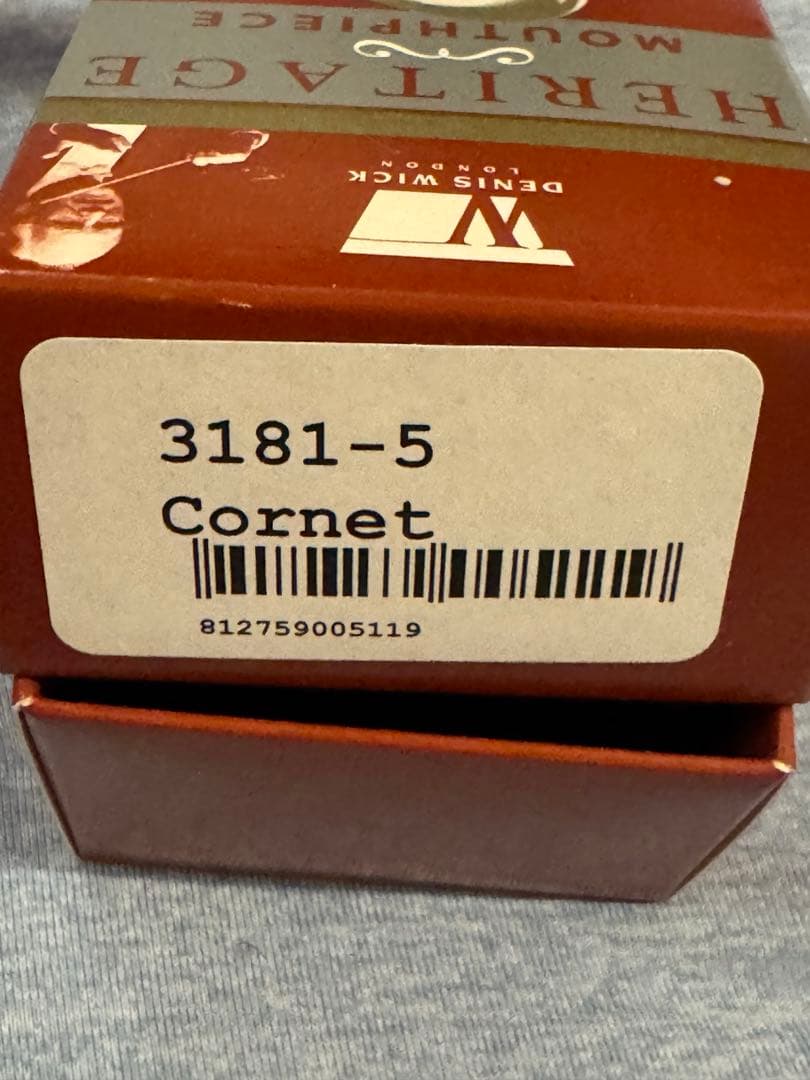 HERITAGE
MOUTHPIECE
DENIS WICK
LONDON
3181-5
Cornet
812759005119